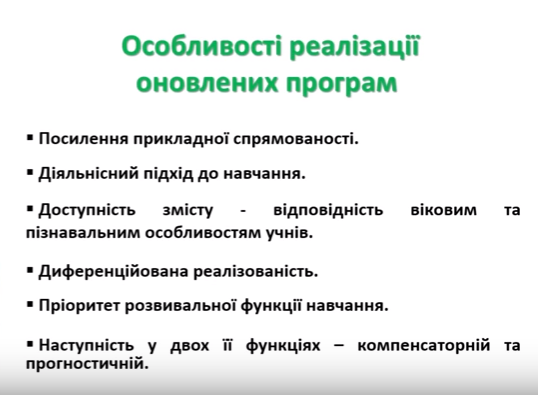 Особливості реалізації
оновлених програм
▪ Посилення прикладної спрямованості.
▪ Діяльнісний підхід до навчання.
▪ Доступність змісту - відповідність віковим та
пізнавальним особливостям учнів.
▪ Диференційована реалізованість.
▪ Пріоритет розвивальної функції навчання.
▪ Наступність у двох її функціях – компенсаторній та
прогностичній.